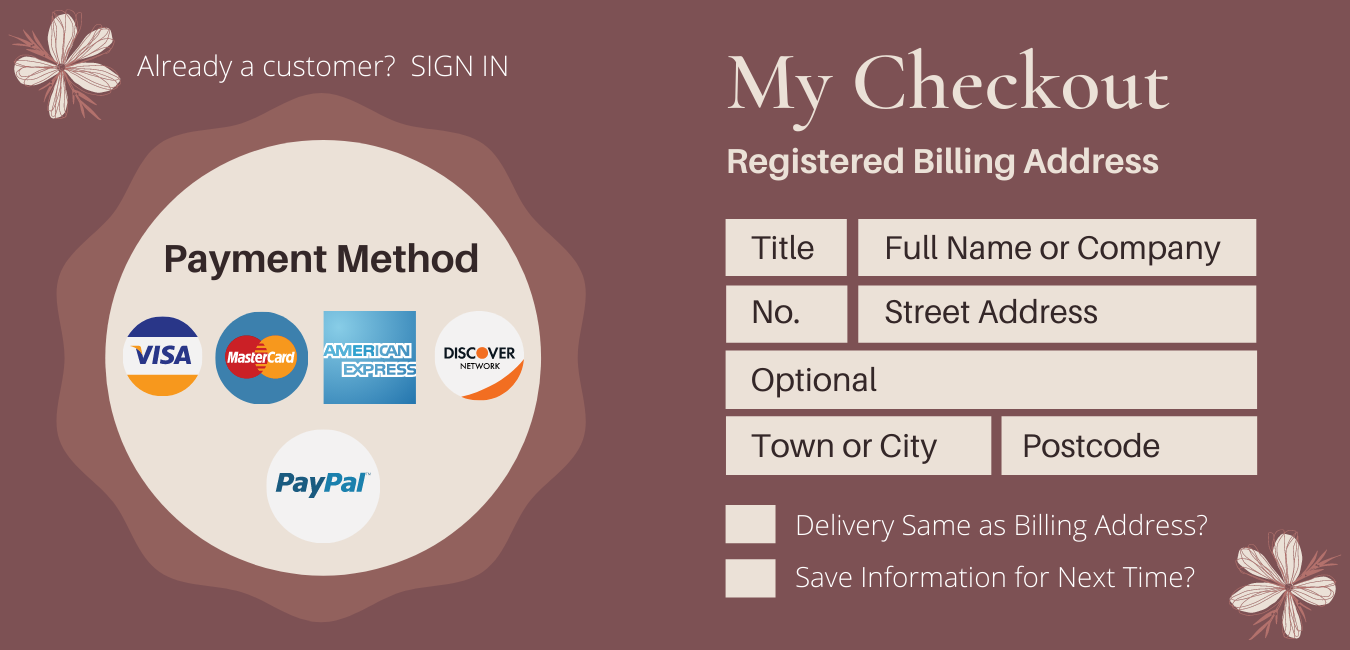 Already a customer?  SIGN IN
Payment Method
VISA
MasterCard
AMERICAN
EXPRESS
DISCOVER
NETWORK
PayPal™
My Checkout
Registered Billing Address
Title
Full Name or Company
No.
Street Address
Optional
Town or City
Postcode
Delivery Same as Billing Address?
Save Information for Next Time?